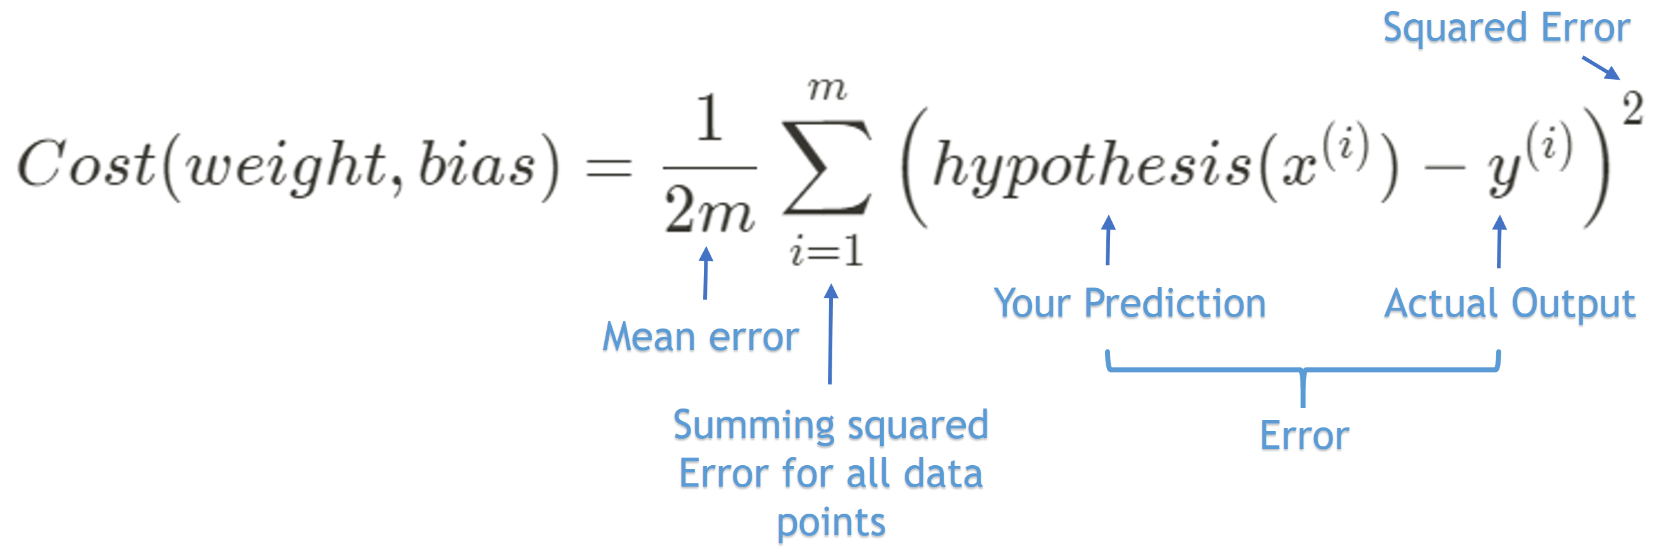 Squared Error
Cost(weight, bias) = \frac{1}{2m} \sum_{i=1}^{m} \left( hypothesis(x^{(i)}) - y^{(i)} \right)^2
Your Prediction
Actual Output
Mean error
Summing squared
Error for all data
points
Error